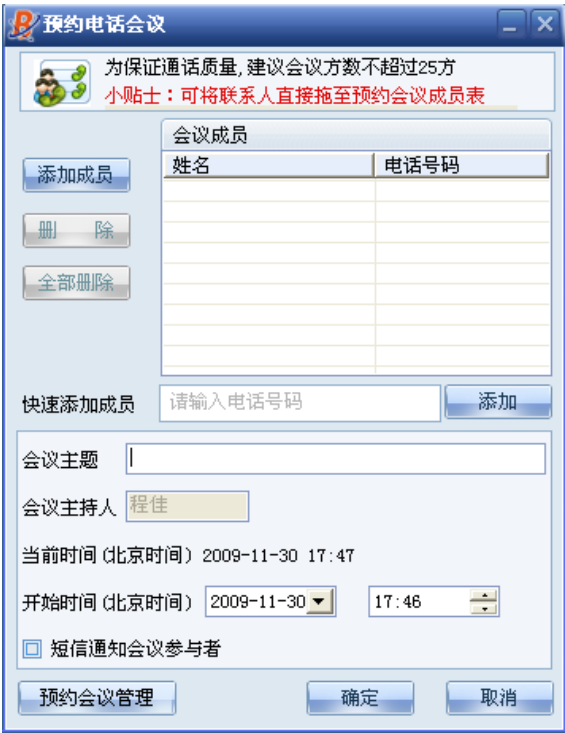 预约电话会议
为保证通话质量,建议会议方数不超过25方
小贴士：可将联系人直接拖至预约会议成员表
会议成员
姓名 电话号码
添加成员
删 除
全部删除
快速添加成员 请输入电话号码 添加
会议主题
会议主持人 程佳
当前时间(北京时间) 2009-11-30 17:47
开始时间(北京时间) 2009-11-30 17:46
短信通知会议参与者
预约会议管理 确定 取消